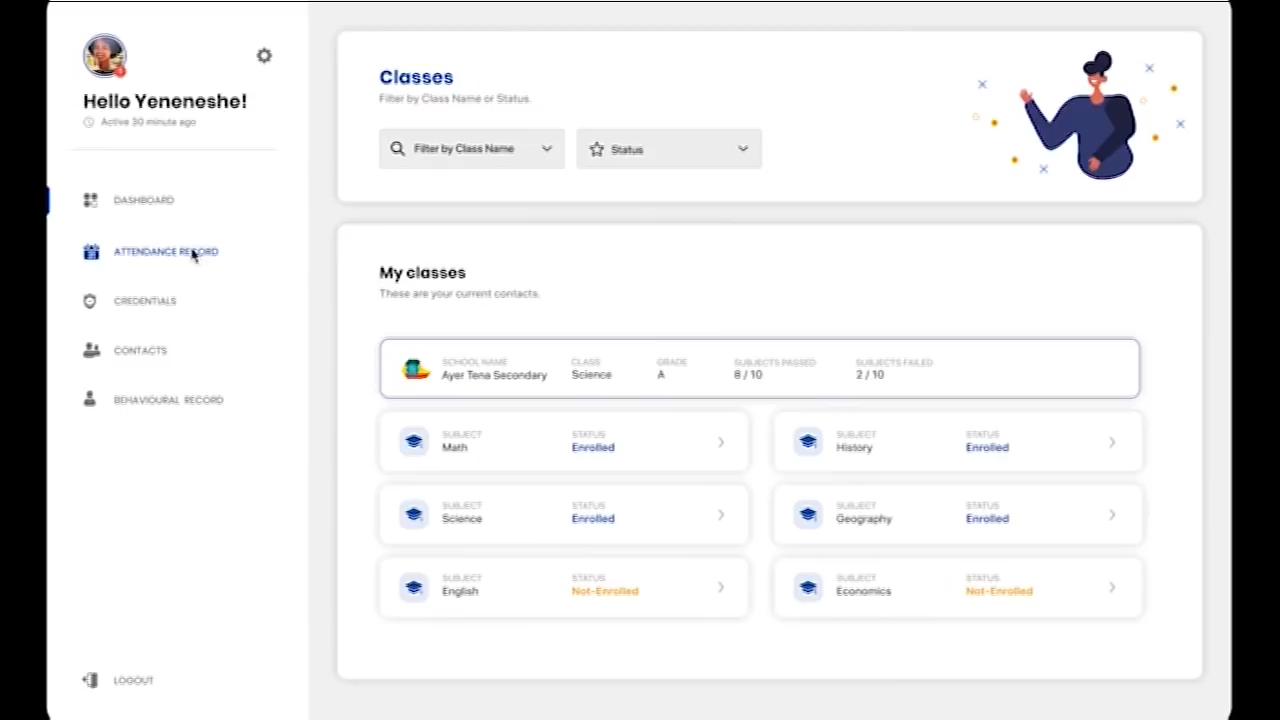 Hello Yeneneshe!
Active 30 minute ago
DASHBOARD
ATTENDANCE RECORD
CREDENTIALS
CONTACTS
BEHAVIOURAL RECORD
LOGOUT
Classes
Filter by Class Name or Status.
Filter by Class Name
Status
My classes
These are your current contacts.
SCHOOL NAME CLASS GRADE SUBJECTS PASSED SUBJECTS FAILED
Ayer Tena Secondary Science A 8 / 10 2 / 10
SUBJECT STATUS SUBJECT STATUS
Math Enrolled History Enrolled
SUBJECT STATUS SUBJECT STATUS
Science Enrolled Geography Enrolled
SUBJECT STATUS SUBJECT STATUS
English Not-Enrolled Economics Not-Enrolled